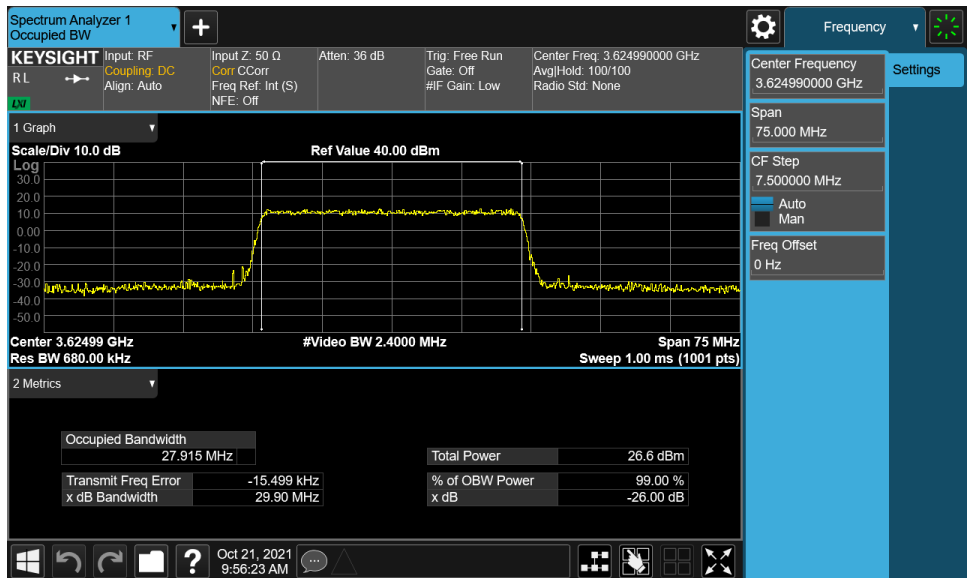 Spectrum Analyzer 1
Occupied BW
Frequency
KEYSIGHT
R L
LXI
Input: RF
Coupling: DC
Align: Auto
Input Z: 50 Ω
Corr CCorr
Freq Ref: Int (S)
NFE: Off
Atten: 36 dB
Trig: Free Run
Gate: Off
#IF Gain: Low
Center Freq: 3.624990000 GHz
Avg|Hold: 100/100
Radio Std: None
Center Frequency
3.624990000 GHz
Settings
Span
75.000 MHz
CF Step
7.500000 MHz
Auto
Man
Freq Offset
0 Hz
1 Graph
Scale/Div 10.0 dB
Ref Value 40.00 dBm
Log
30.0
20.0
10.0
0.00
-10.0
-20.0
-30.0
-40.0
-50.0
Center 3.62499 GHz
#Video BW 2.4000 MHz
Span 75 MHz
Res BW 680.00 kHz
Sweep 1.00 ms (1001 pts)
2 Metrics
Occupied Bandwidth
27.915 MHz
Total Power 26.6 dBm
Transmit Freq Error -15.499 kHz
% of OBW Power 99.00 %
x dB Bandwidth 29.90 MHz
x dB -26.00 dB
Oct 21, 2021
9:56:23 AM